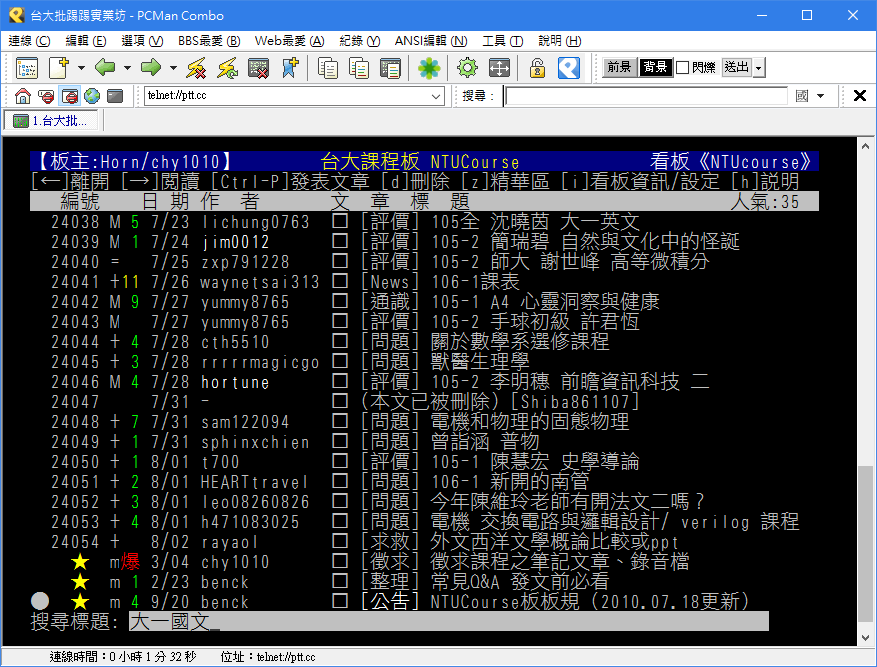 台大批踢踢實業坊 - PCMan Combo
連線 (C) 編輯 (E) 選項 (V) BBS最愛 (B) Web最愛 (A) 紀錄 (Y) ANSI編輯 (N) 工具 (T) 說明 (H)
前景 背景 閃爍 送出
telnet://ptt.cc 搜尋： 國
1.台大批...
【板主:Horn/chy1010】 台大課程板 NTUCourse 看板《NTUcourse》
[←]離開 [→]閱讀 [Ctrl-P]發表文章 [d]刪除 [z]精華區 [i]看板資訊/設定 [h]說明
編號 日 期 作 者 文 章 標 題 人氣:35
24038 M 5 7/23 lichung0763 □ [評價] 105全 沈曉茵 大一英文
24039 M 1 7/24 jim0012 □ [評價] 105-2 簡瑞碧 自然與文化中的怪誕
24040 = 7/25 zxp791228 □ [評價] 105-2 師大 謝世峰 高等微積分
24041 +11 7/26 waynetsai313 □ [News] 106-1課表
24042 M 9 7/27 yummy8765 □ [通識] 105-1 A4 心靈洞察與健康
24043 M 7/27 yummy8765 □ [評價] 105-2 手球初級 許君恆
24044 + 4 7/28 cth5510 □ [問題] 關於數學系選修課程
24045 + 3 7/28 rrrrrmagicgo □ [問題] 獸醫生理學
24046 M 4 7/28 hortune □ [評價] 105-2 李明穗 前瞻資訊科技 二
24047 7/31 - □ (本文已被刪除) [Shiba861107]
24048 + 7 7/31 sam122094 □ [問題] 電機和物理的固態物理
24049 + 1 7/31 sphinxchien □ [問題] 曾詣涵 普物
24050 + 1 8/01 t700 □ [評價] 105-1 陳慧宏 史學導論
24051 + 2 8/01 HEARTtravel □ [問題] 106-1 新開的南管
24052 + 3 8/01 leo08260826 □ [問題] 今年陳維玲老師有開法文二嗎？
24053 + 4 8/01 h471083025 □ [問題] 電機 交換電路與邏輯設計/ verilog 課程
24054 + 8/02 rayaol □ [求救] 外文西洋文學概論比較或ppt
★ m爆 3/04 chy1010 □ [徵求] 徵求課程之筆記文章、錄音檔
★ m 1 2/23 benck □ [整理] 常見Q&A 發文前必看
● ★ m 4 9/20 benck □ [公告] NTUCourse板板規 (2010.07.18更新)
搜尋標題: 大一國文_
連線時間：0 小時 1 分 32 秒 位址：telnet://ptt.cc